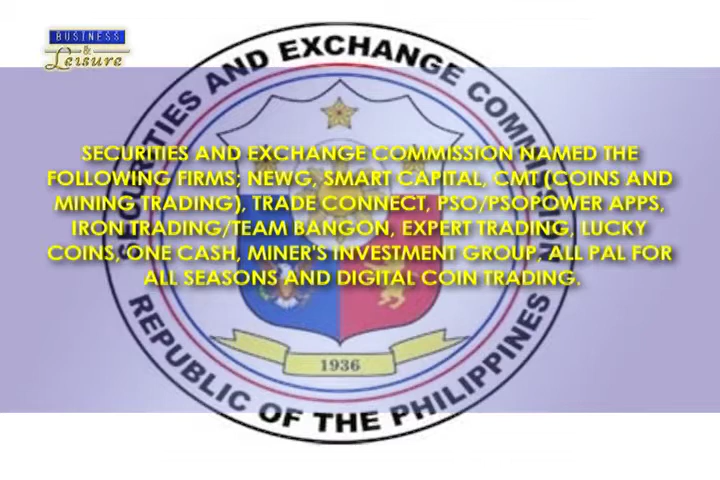 BUSINESS
&
Leisure
SECURITIES AND EXCHANGE COMMISSION
SECURITIES AND EXCHANGE COMMISSION NAMED THE
FOLLOWING FIRMS; NEWG, SMART CAPITAL, CMT (COINS AND
MINING TRADING), TRADE CONNECT, PSO/PSOPOWER APPS,
IRON TRADING/TEAM BANGON, EXPERT TRADING, LUCKY
COINS, ONE CASH, MINER'S INVESTMENT GROUP, ALL PAL FOR
ALL SEASONS AND DIGITAL COIN TRADING.
1936
REPUBLIC OF THE PHILIPPINES